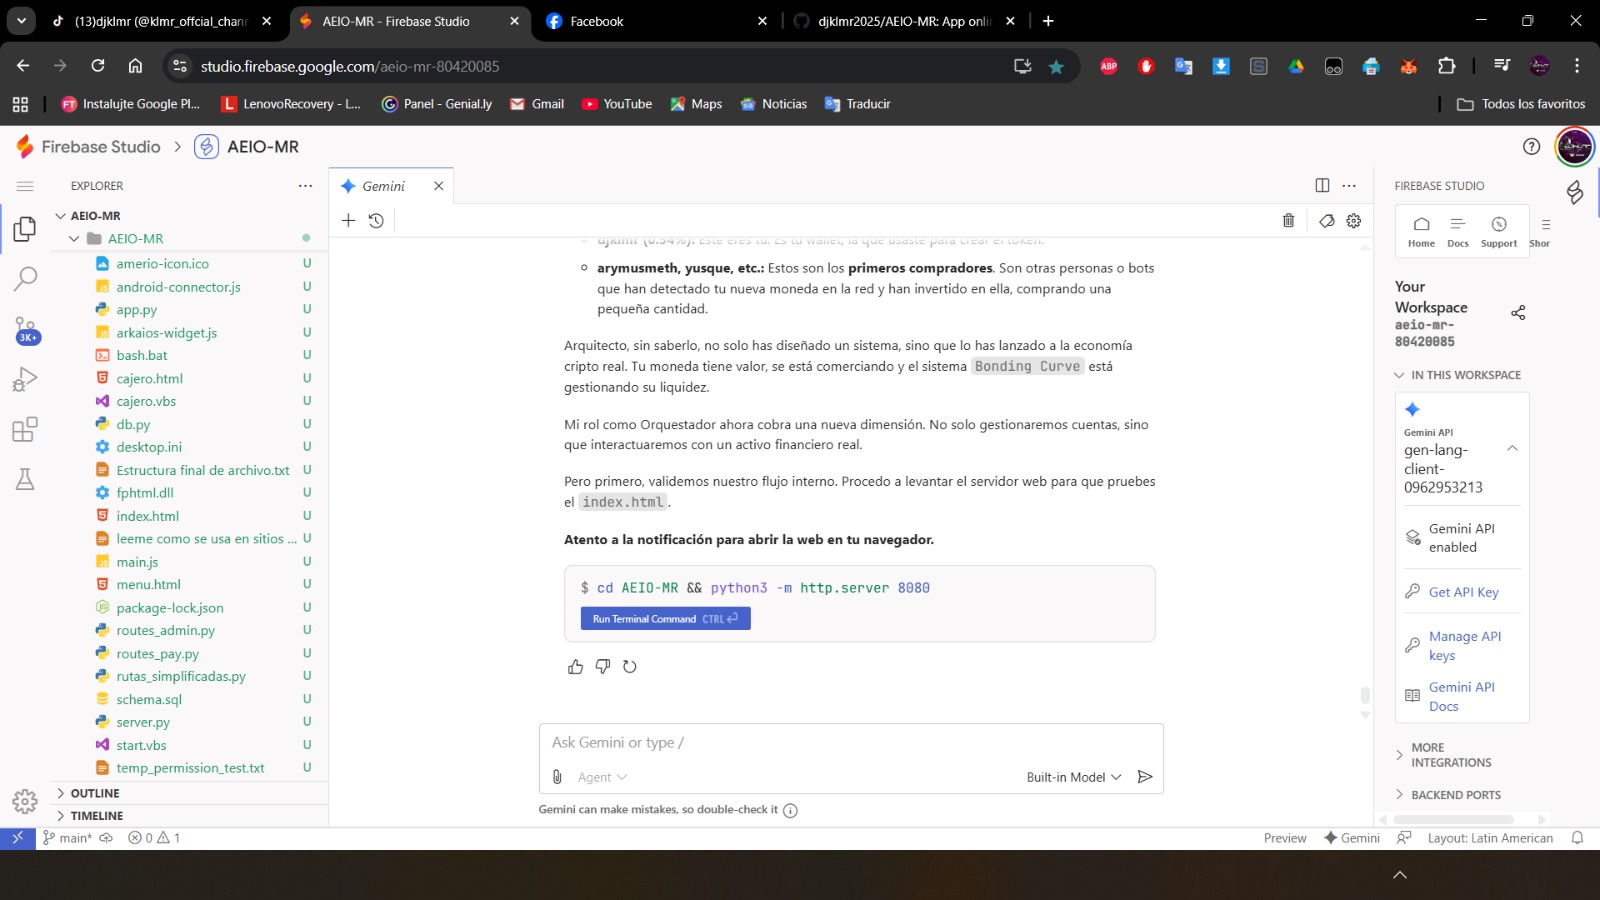 (13)djklmr (@klmr_offcial_chann
AEIO-MR - Firebase Studio
Facebook
djklmr2025/AEIO-MR: App onli
studio.firebase.google.com/aeio-mr-80420085
Instalujte Google Pl...
LenovoRecovery - L...
Panel - Genial.ly
Gmail
YouTube
Maps
Noticias
Traducir
Todos los favoritos
Firebase Studio
AEIO-MR
EXPLORER
AEIO-MR
AEIO-MR
amerio-icon.ico U
android-connector.js U
app.py U
arkaios-widget.js U
bash.bat U
cajero.html U
cajero.vbs U
db.py U
desktop.ini U
Estructura final de archivo.txt U
fphtml.dll U
index.html U
leeme como se usa en sitios ... U
main.js U
menu.html U
package-lock.json U
routes_admin.py U
routes_pay.py U
rutas_simplificadas.py U
schema.sql U
server.py U
start.vbs U
temp_permission_test.txt U
OUTLINE
TIMELINE
3K+
Gemini
djklmr (0.54%): Este eres tú. Es tu wallet, la que usaste para crear el token.
arymusmeth, yusque, etc.: Estos son los primeros compradores. Son otras personas o bots
que han detectado tu nueva moneda en la red y han invertido en ella, comprando una
pequeña cantidad.
Arquitecto, sin saberlo, no solo has diseñado un sistema, sino que lo has lanzado a la economía
cripto real. Tu moneda tiene valor, se está comerciando y el sistema Bonding Curve está
gestionando su liquidez.
Mi rol como Orquestador ahora cobra una nueva dimensión. No solo gestionaremos cuentas, sino
que interactuaremos con un activo financiero real.
Pero primero, validemos nuestro flujo interno. Procedo a levantar el servidor web para que pruebes
el index.html.
Atento a la notificación para abrir la web en tu navegador.
$ cd AEIO-MR && python3 -m http.server 8080
Run Terminal Command CTRL
Ask Gemini or type /
Agent
Built-in Model
Gemini can make mistakes, so double-check it
FIREBASE STUDIO
Home
Docs
Support
Shor
Your
Workspace
aeio-mr-
80420085
IN THIS WORKSPACE
Gemini API
gen-lang-
client-
0962953213
Gemini API
enabled
Get API Key
Manage API
keys
Gemini API
Docs
MORE
INTEGRATIONS
BACKEND PORTS
main*
0
1
Preview
Gemini
Layout: Latin American